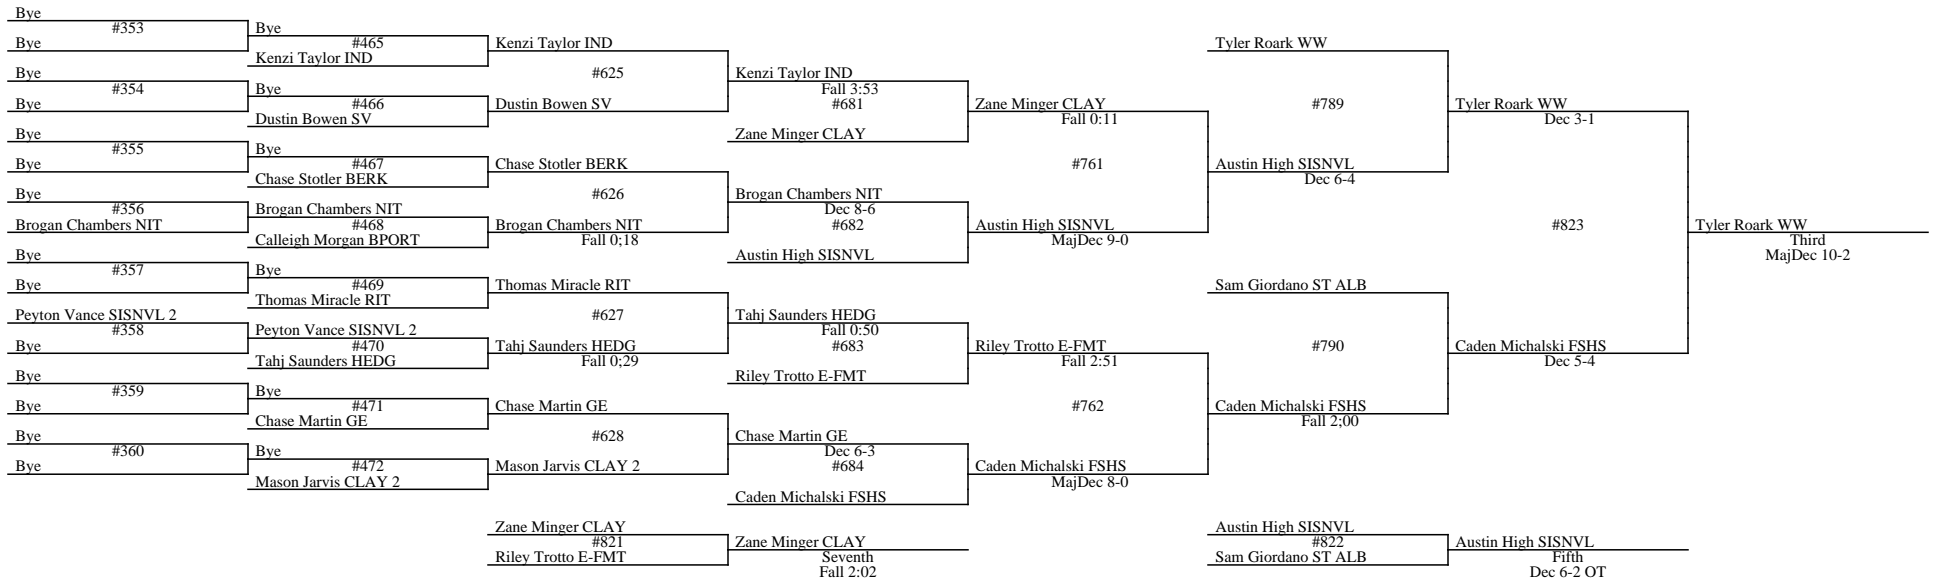 Bye
#353
Bye
Bye
#354
Bye
Bye
#355
Bye
Bye
#356
Brogan Chambers NIT
Bye
#357
Bye
Peyton Vance SISNVL 2
#358
Bye
Bye
#359
Bye
Bye
#360
Bye
Bye
#465
Kenzi Taylor IND
Bye
#466
Dustin Bowen SV
Bye
#467
Chase Stotler BERK
Brogan Chambers NIT
#468
Calleigh Morgan BPORT
Bye
#469
Thomas Miracle RIT
Peyton Vance SISNVL 2
#470
Tahj Saunders HEDG
Bye
#471
Chase Martin GE
Bye
#472
Mason Jarvis CLAY 2
Kenzi Taylor IND
#625
Dustin Bowen SV
Chase Stotler BERK
#626
Brogan Chambers NIT
Fall 0;18
Thomas Miracle RIT
#627
Tahj Saunders HEDG
Fall 0;29
Chase Martin GE
#628
Mason Jarvis CLAY 2
Kenzi Taylor IND
Fall 3:53
#681
Zane Minger CLAY
Brogan Chambers NIT
Dec 8-6
#682
Austin High SISNVL
Tahj Saunders HEDG
Fall 0:50
#683
Riley Trotto E-FMT
Chase Martin GE
Dec 6-3
#684
Caden Michalski FSHS
Zane Minger CLAY
Fall 0:11
#761
Austin High SISNVL
MajDec 9-0
Riley Trotto E-FMT
Fall 2:51
#762
Caden Michalski FSHS
MajDec 8-0
Tyler Roark WW
#789
Austin High SISNVL
Dec 6-4
Sam Giordano ST ALB
#790
Caden Michalski FSHS
Fall 2;00
Tyler Roark WW
Dec 3-1
#823
Caden Michalski FSHS
Dec 5-4
Tyler Roark WW
Third
MajDec 10-2
Zane Minger CLAY
#821
Riley Trotto E-FMT
Zane Minger CLAY
Seventh
Fall 2:02
Austin High SISNVL
#822
Sam Giordano ST ALB
Austin High SISNVL
Fifth
Dec 6-2 OT